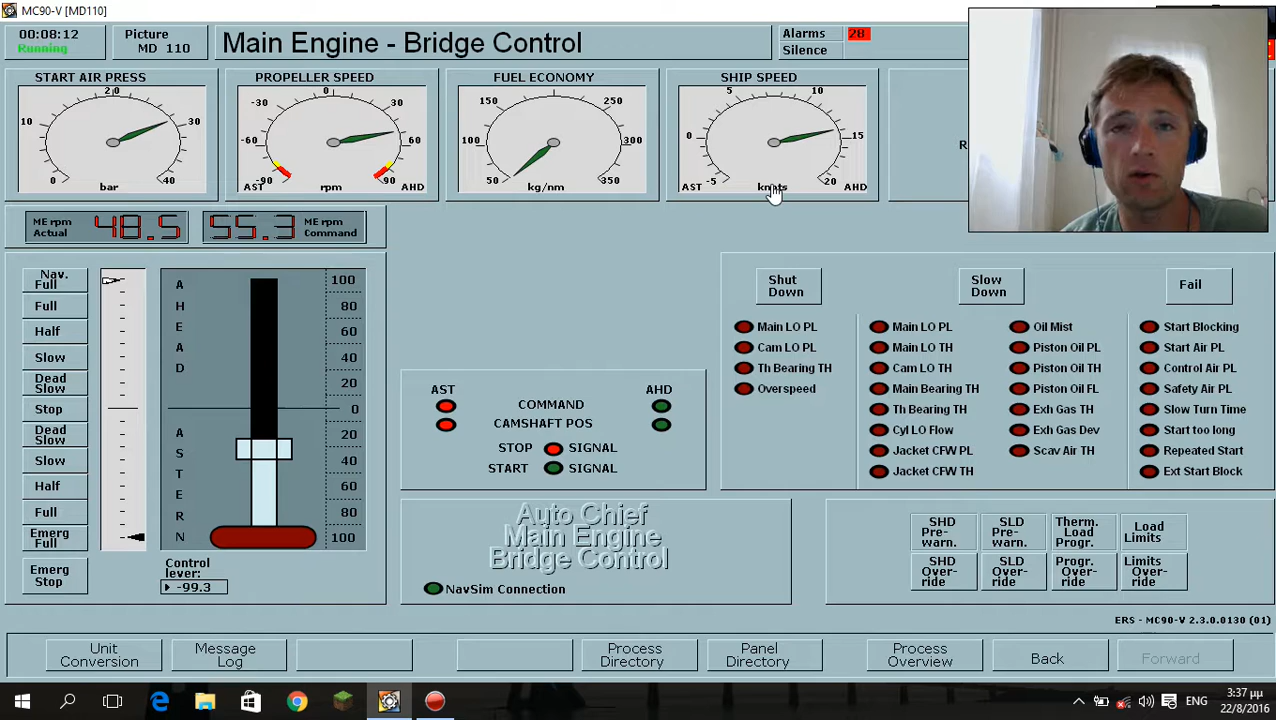 MC90-V [MD110]
00:08:12
Running
Picture
MD 110
Main Engine - Bridge Control
Alarms
28
Silence
START AIR PRESS
10
20
30
0
40
bar
PROPELLER SPEED
-30
0
30
-60
60
-90
90
AST
rpm
AHD
FUEL ECONOMY
150
250
100
300
50
350
kg/nm
SHIP SPEED
5
10
0
15
-5
20
AST
knots
AHD
R
ME rpm
Actual
48.5
55.3
ME rpm
Command
Nav.
Full
Full
Half
Slow
Dead
Slow
Stop
Dead
Slow
Slow
Half
Full
Emerg
Full
Emerg
Stop
A
H
E
A
D
A
S
T
E
R
N
100
80
60
40
20
0
20
40
60
80
100
Control
lever:
-99.3
AST
AHD
COMMAND
CAMSHAFT POS
STOP
SIGNAL
START
SIGNAL
Auto Chief
Main Engine
Bridge Control
NavSim Connection
Shut
Down
Main LO PL
Cam LO PL
Th Bearing TH
Overspeed
Slow
Down
Main LO PL
Main LO TH
Cam LO TH
Main Bearing TH
Th Bearing TH
Cyl LO Flow
Jacket CFW PL
Jacket CFW TH
Oil Mist
Piston Oil PL
Piston Oil TH
Piston Oil FL
Exh Gas TH
Exh Gas Dev
Scav Air TH
Fail
Start Blocking
Start Air PL
Control Air PL
Safety Air PL
Slow Turn Time
Start too long
Repeated Start
Ext Start Block
SHD
Pre-
warn.
SLD
Pre-
warn.
Therm.
Load
Progr.
Load
Limits
SHD
Over-
ride
SLD
Over-
ride
Progr.
Over-
ride
Limits
Over-
ride
ERS - MC90-V 2.3.0.0130 (01)
Unit
Conversion
Message
Log
Process
Directory
Panel
Directory
Process
Overview
Back
Forward
ENG
3:37 μμ
22/8/2016